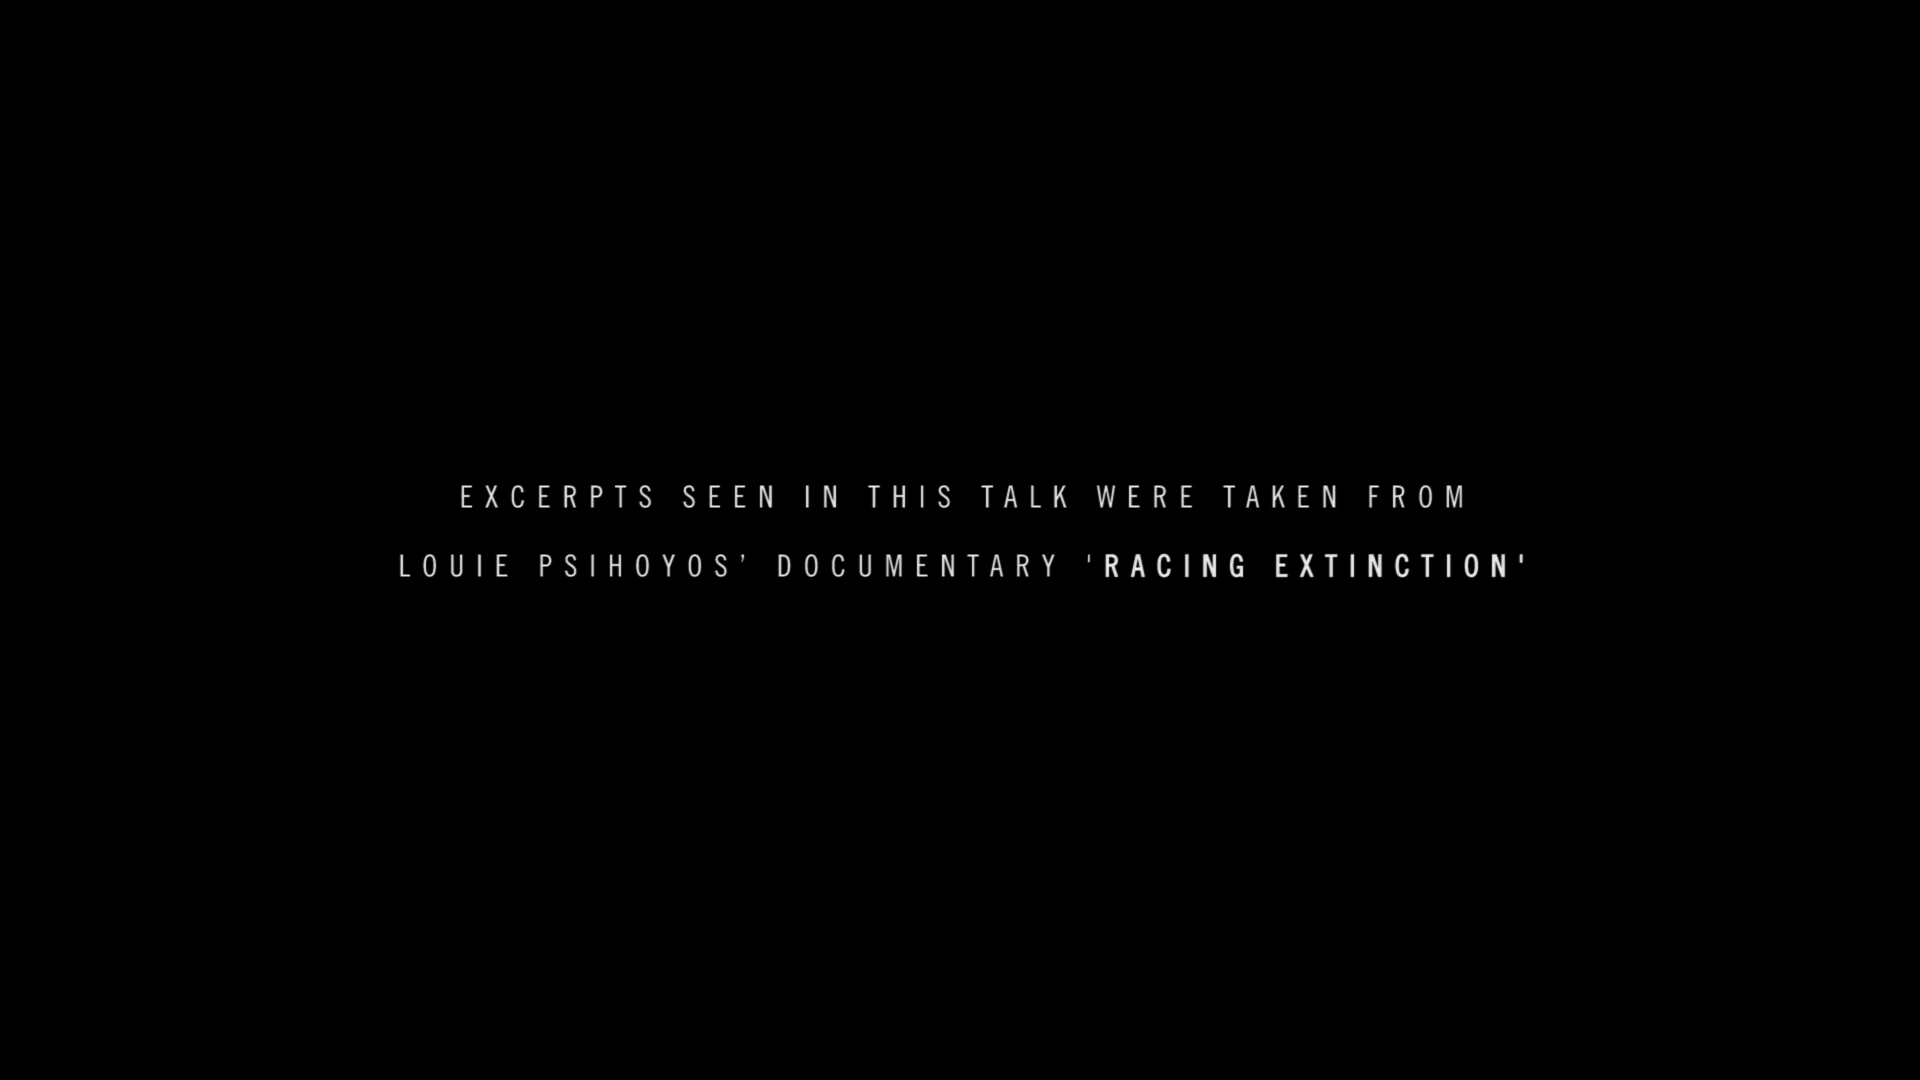 EXCERPTS SEEN IN THIS TALK WERE TAKEN FROM
LOUIE PSIHOYOS’ DOCUMENTARY 'RACING EXTINCTION'